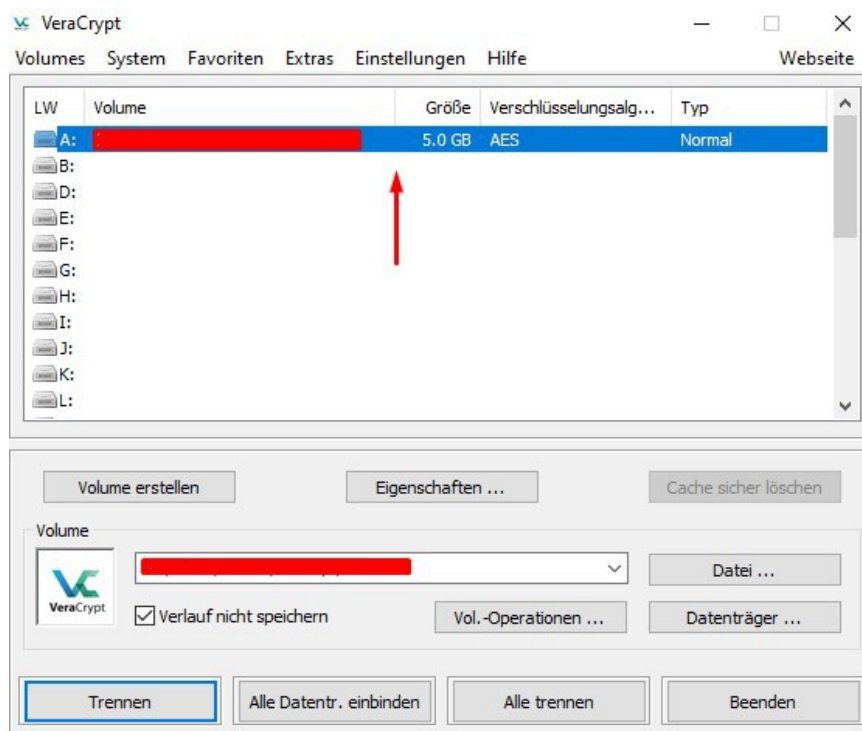 VeraCrypt
Volumes System Favoriten Extras Einstellungen Hilfe Webseite
LW Volume Größe Verschlüsselungsalg... Typ
A: 5.0 GB AES Normal
B:
D:
E:
F:
G:
H:
I:
J:
K:
L:
Volume erstellen Eigenschaften ... Cache sicher löschen
Volume
VeraCrypt
Datei ...
Verlauf nicht speichern Vol.-Operationen ... Datenträger ...
Trennen Alle Datentr. einbinden Alle trennen Beenden